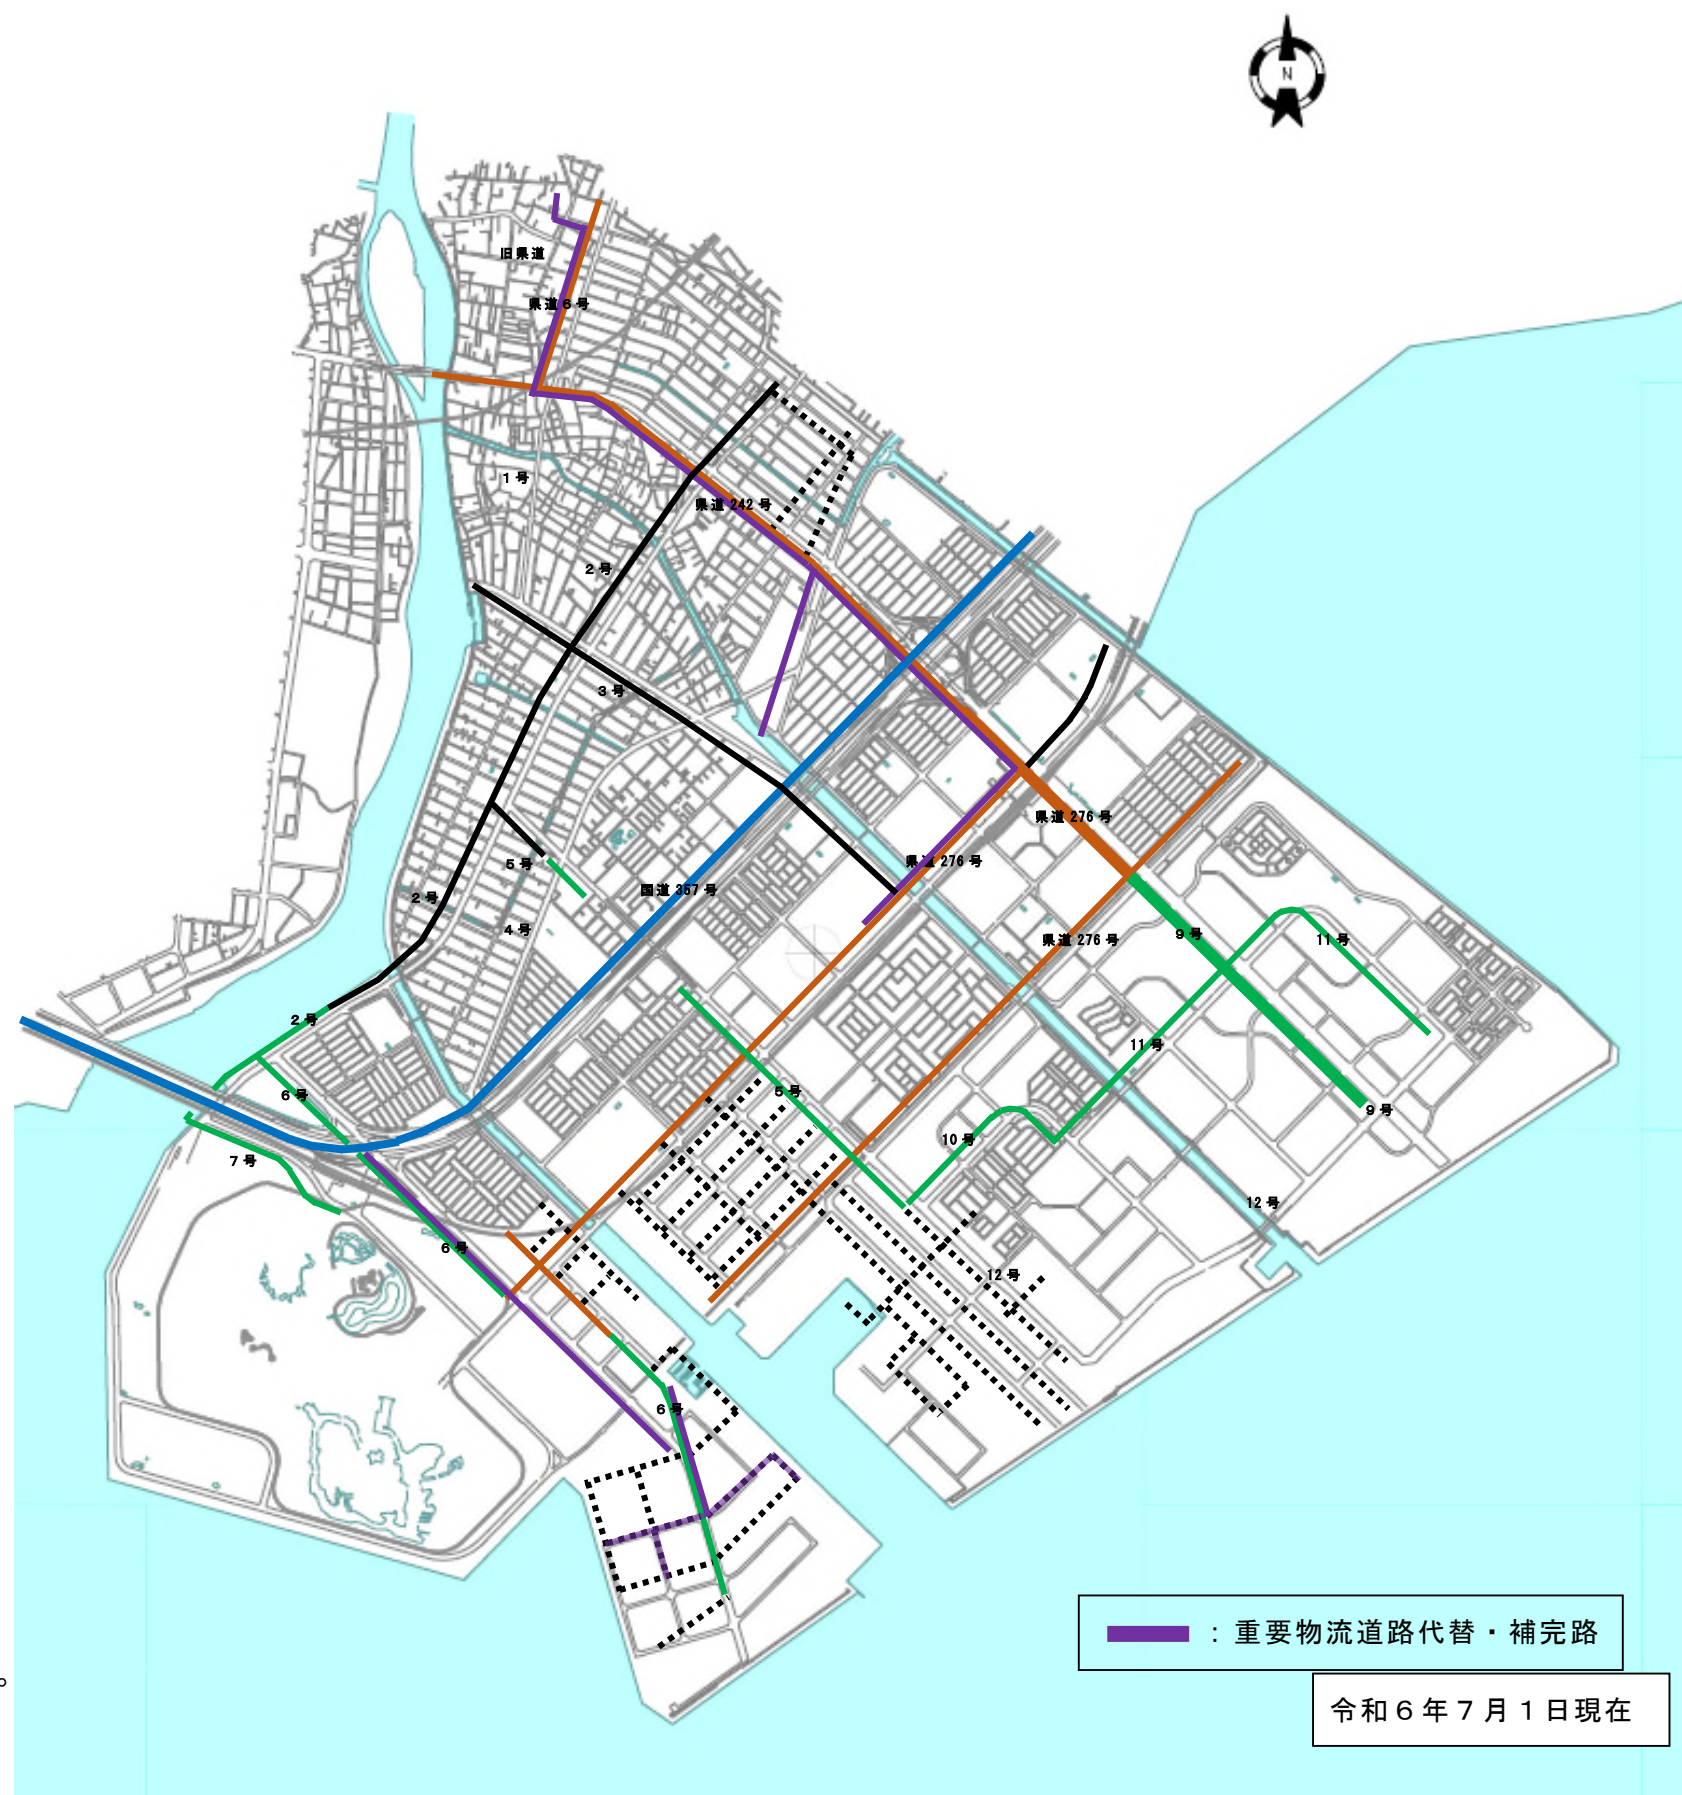 N
旧県道
県道6号
1号
県道242号
2号
3号
県道276号
5号
県道276号
国道357号
2号
4号
9号
県道276号
11号
2号
11号
5号
6号
9号
10号
7号
12号
6号
12号
6号
：重要物流道路代替・補完路
。
令和６年７月１日現在